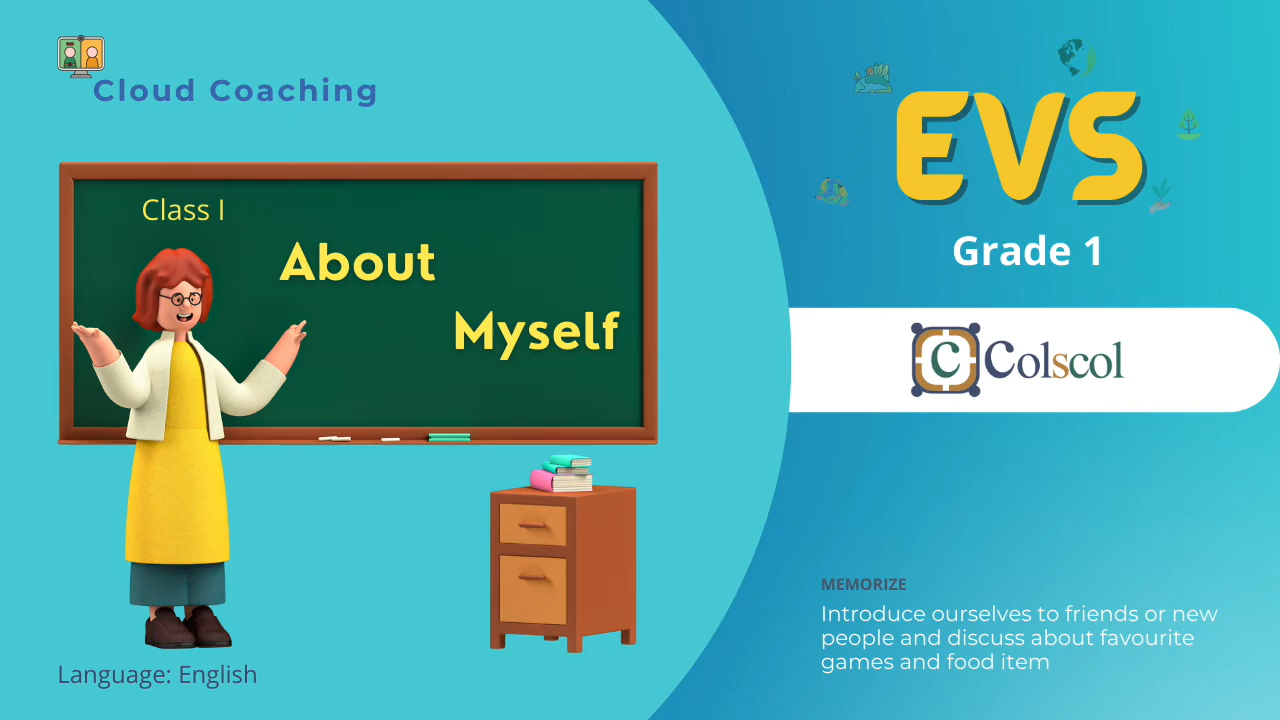 Cloud Coaching
Class I
About
Myself
Language: English
EVS
Grade 1
C Colscol
MEMORIZE
Introduce ourselves to friends or new
people and discuss about favourite
games and food item